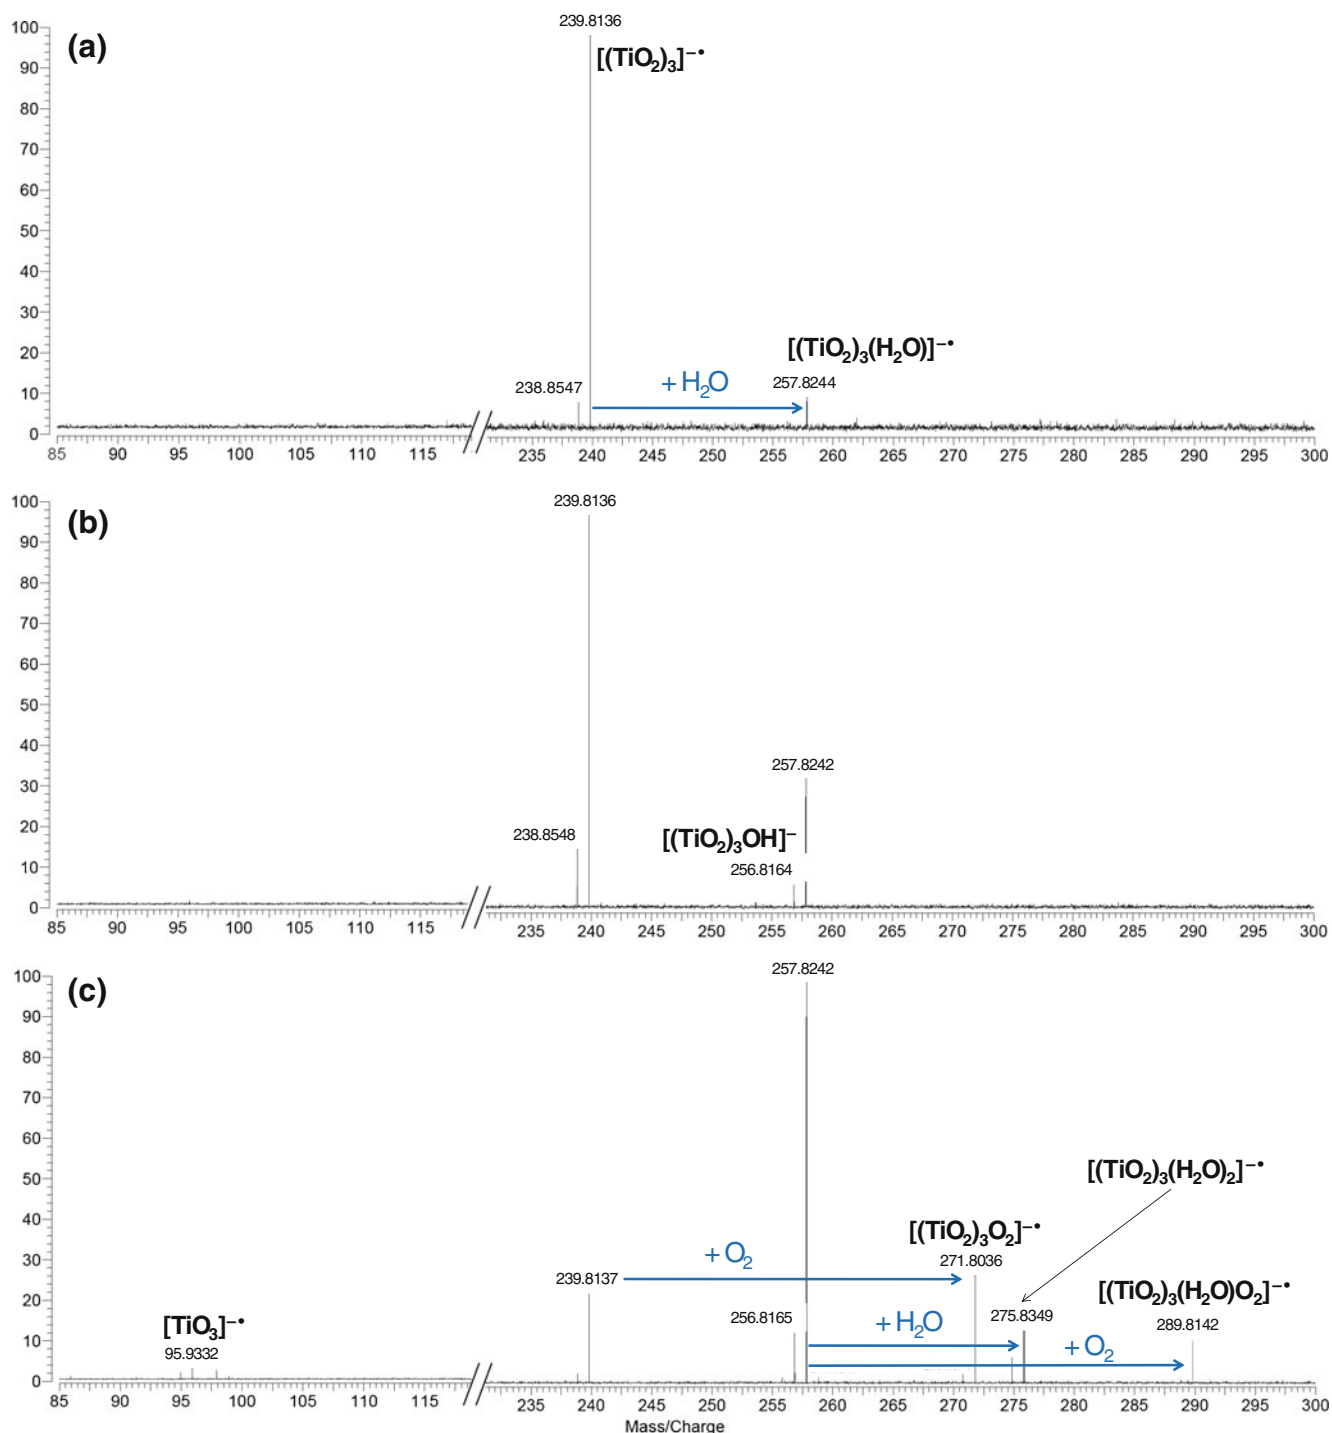 (a)
239.8136
[(TiO₂)₃]⁻•
[(TiO₂)₃(H₂O)]⁻•
238.8547
+ H₂O
257.8244
100
90
80
70
60
50
40
30
20
10
0
85 90 95 100 105 110 115 235 240 245 250 255 260 265 270 275 280 285 290 295 300
(b)
239.8136
257.8242
[(TiO₂)₃OH]⁻
238.8548
256.8164
100
90
80
70
60
50
40
30
20
10
0
85 90 95 100 105 110 115 235 240 245 250 255 260 265 270 275 280 285 290 295 300
(c)
257.8242
[(TiO₂)₃(H₂O)₂]⁻•
[(TiO₂)₃O₂]⁻•
+ O₂
271.8036
239.8137
[(TiO₂)₃(H₂O)O₂]⁻•
[TiO₃]⁻•
256.8165
+ H₂O
275.8349
289.8142
95.9332
+ O₂
100
90
80
70
60
50
40
30
20
10
0
85 90 95 100 105 110 115 235 240 245 250 255 260 265 270 275 280 285 290 295 300
Mass/Charge